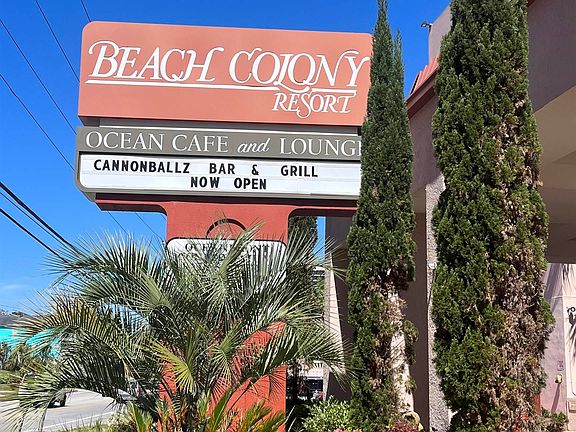 BEACH COLONY
RESORT
OCEAN CAFE and LOUNGE
CANNONBALLZ BAR & GRILL
NOW OPEN